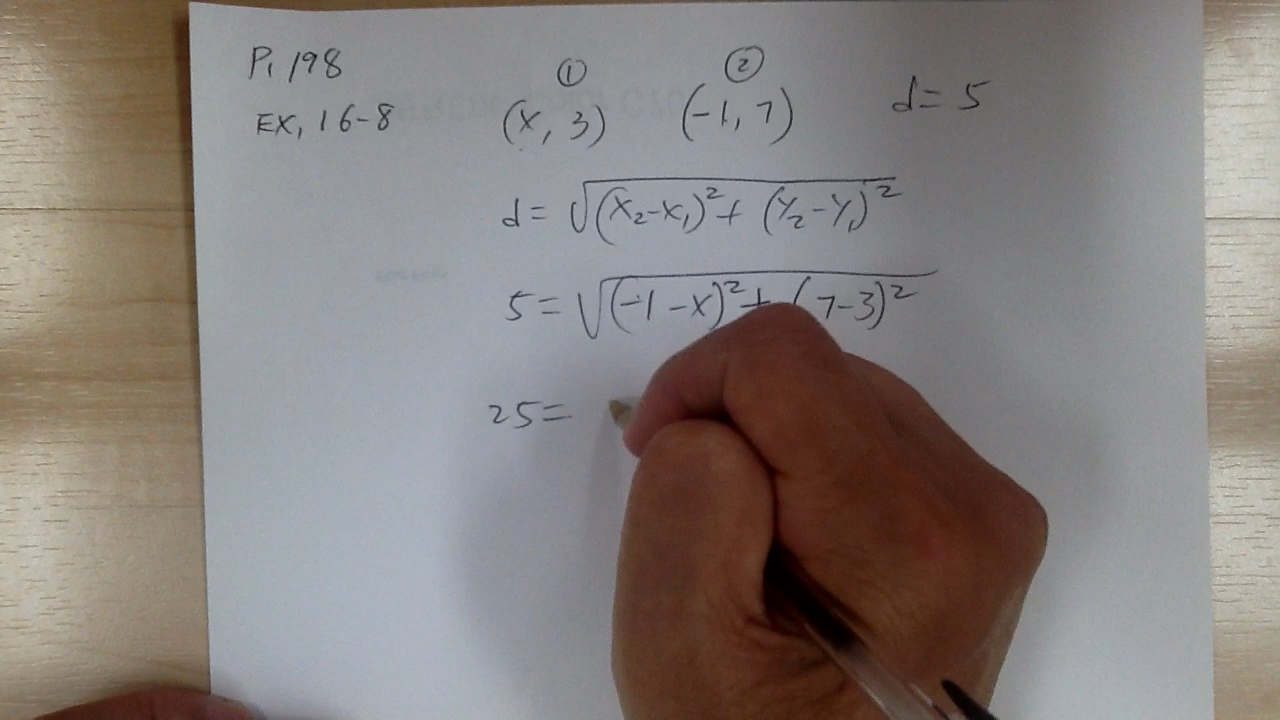 P, 198
EX, 16-8
① ②
(x, 3) (-1, 7) d = 5
d = √(x₂-x₁)² + (y₂-y₁)²
5 = √(-1-x)² + (7-3)²
25 =